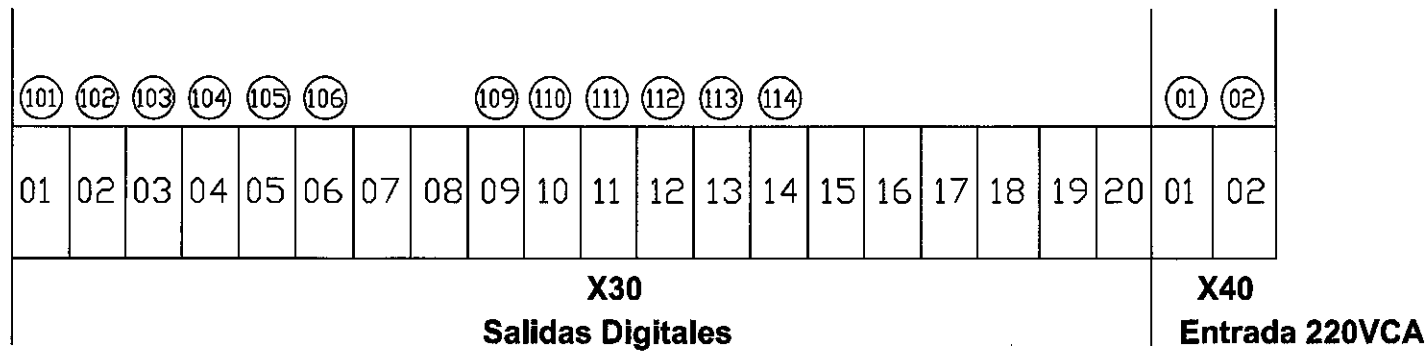 101 102 103 104 105 106 109 110 111 112 113 114 01 02
01 02 03 04 05 06 07 08 09 10 11 12 13 14 15 16 17 18 19 20 01 02
X30 X40
Salidas Digitales Entrada 220VCA